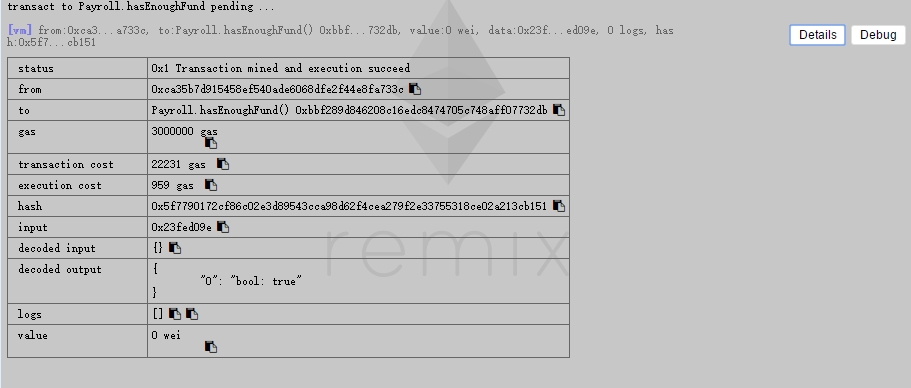 transact to Payroll.hasEnoughFund pending ...
[vm] from:0xca3...a733c, to:Payroll.hasEnoughFund() 0xbbf...732db, value:0 wei, data:0x23f...ed09e, 0 logs, has
h:0x5f7...cb151
Details Debug
status 0x1 Transaction mined and execution succeed
from 0xca35b7d915458ef540ade6068dfe2f44e8fa733c
to Payroll.hasEnoughFund() 0xbbf289d846208c16edc8474705c748aff07732db
gas 3000000 gas
transaction cost 22231 gas
execution cost 959 gas
hash 0x5f7790172cf86c02e3d89543cca98d62f4cea279f2e33755318ce02a213cb151
input 0x23fed09e
decoded input {}
decoded output {
"0": "bool: true"
}
logs []
value 0 wei
remix